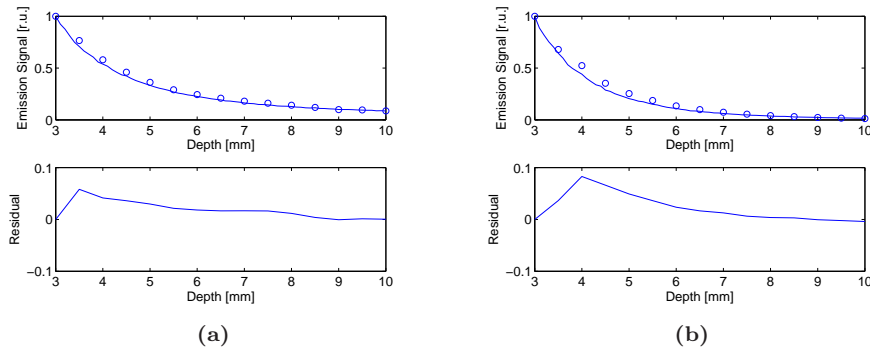 Emission Signal [r.u.]
1
0.5
0
3 4 5 6 7 8 9 10
Depth [mm]
Residual
0.1
0
−0.1
3 4 5 6 7 8 9 10
Depth [mm]
(a)
Emission Signal [r.u.]
1
0.5
0
3 4 5 6 7 8 9 10
Depth [mm]
Residual
0.1
0
−0.1
3 4 5 6 7 8 9 10
Depth [mm]
(b)